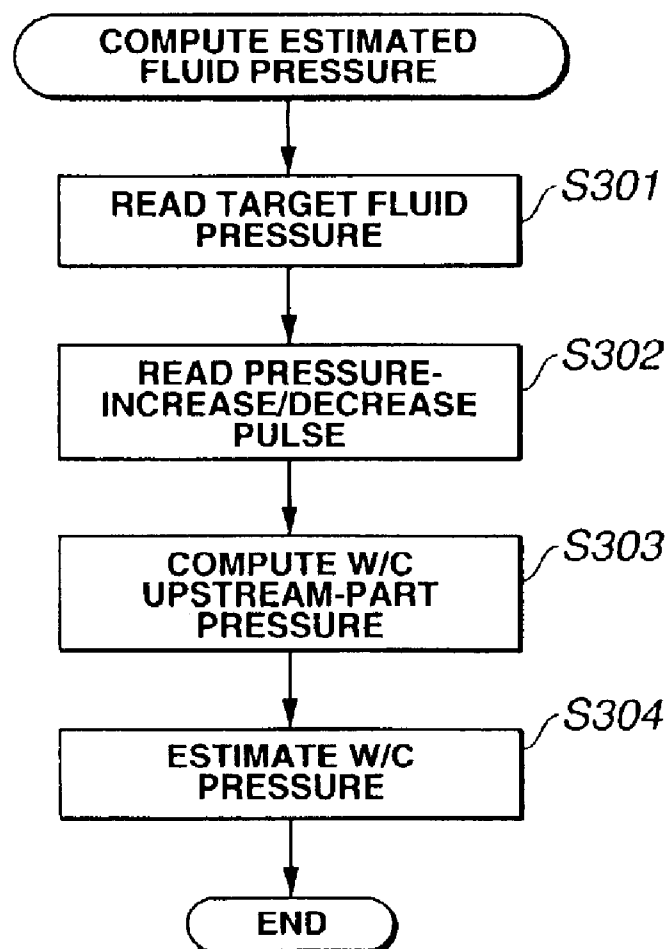 COMPUTE ESTIMATED
FLUID PRESSURE
READ TARGET FLUID
PRESSURE
S301
READ PRESSURE-
INCREASE/DECREASE
PULSE
S302
COMPUTE W/C
UPSTREAM-PART
PRESSURE
S303
ESTIMATE W/C
PRESSURE
S304
END